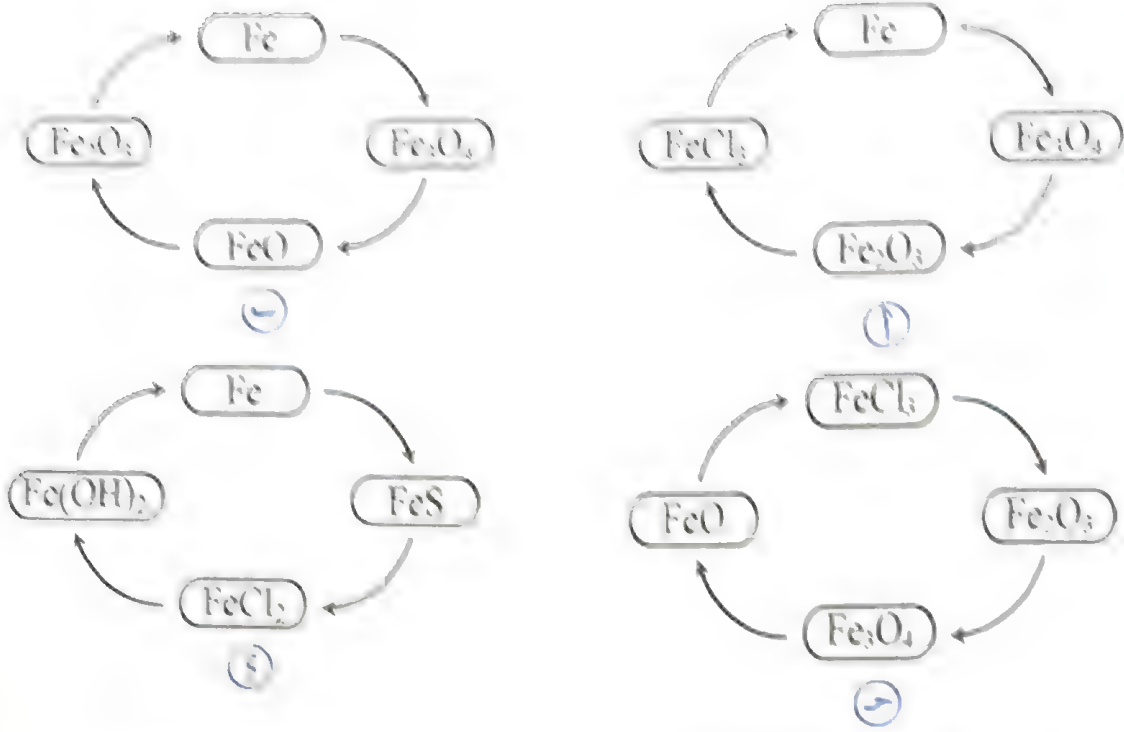 Fe
Fe
Fe₂O₃
Fe₃O₄
FeCl₃
Fe₃O₄
FeO
Fe₂O₃
ب
أ
Fe
FeCl₃
Fe(OH)₂
FeS
FeO
Fe₂O₃
FeCl₂
Fe₃O₄
د
ج